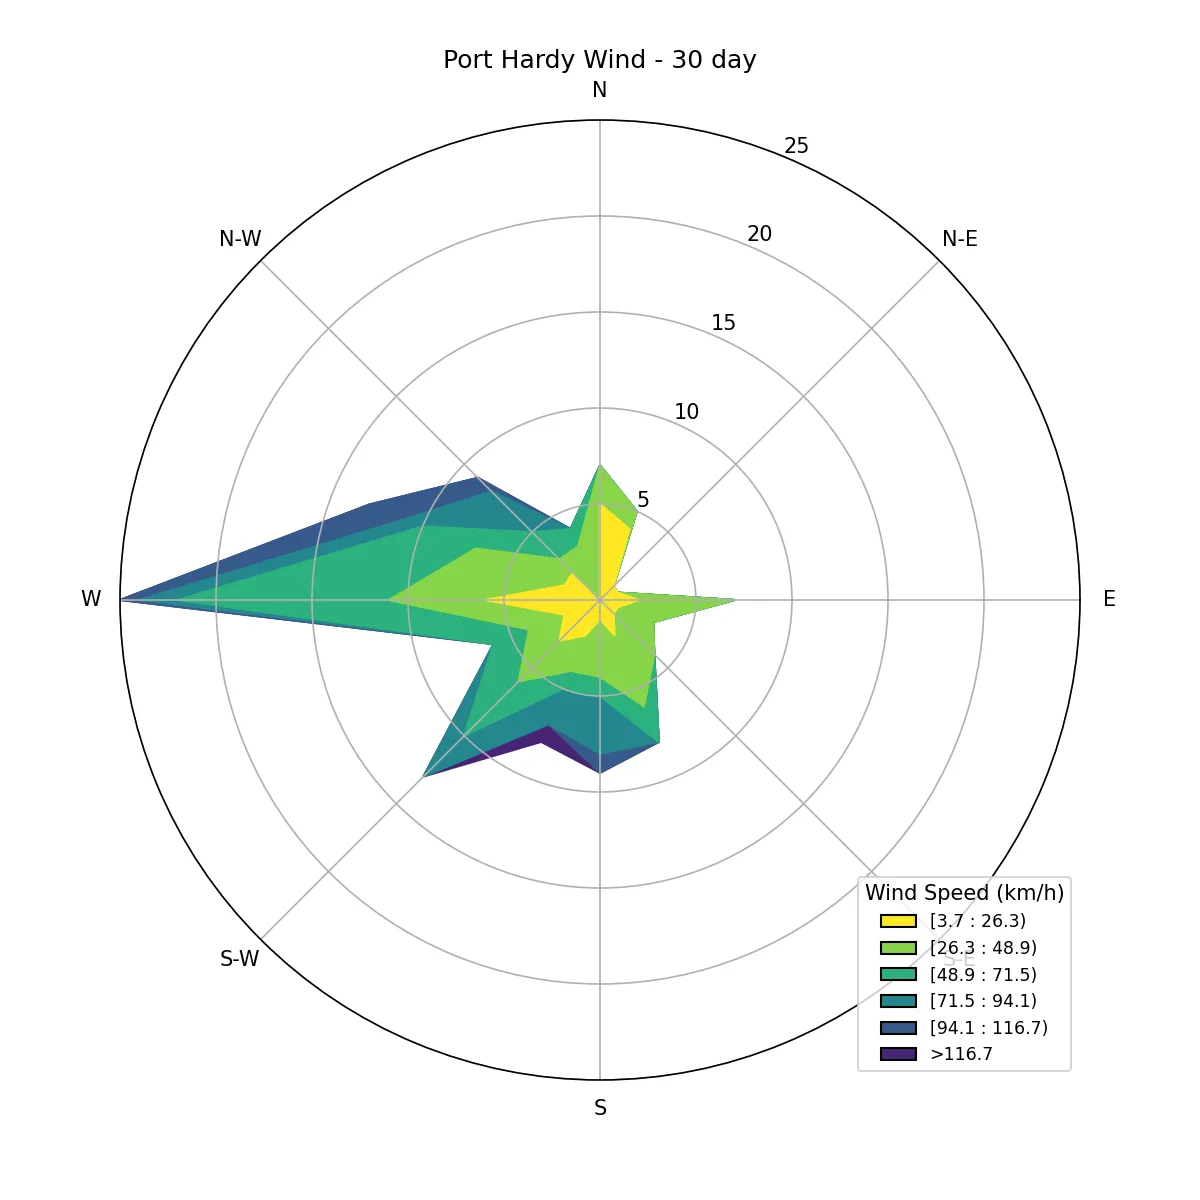 Port Hardy Wind - 30 day
N
25
N-W
20
N-E
15
10
5
W
E
Wind Speed (km/h)
[3.7 : 26.3)
[26.3 : 48.9)
S-E
[48.9 : 71.5)
[71.5 : 94.1)
[94.1 : 116.7)
>116.7
S-W
S